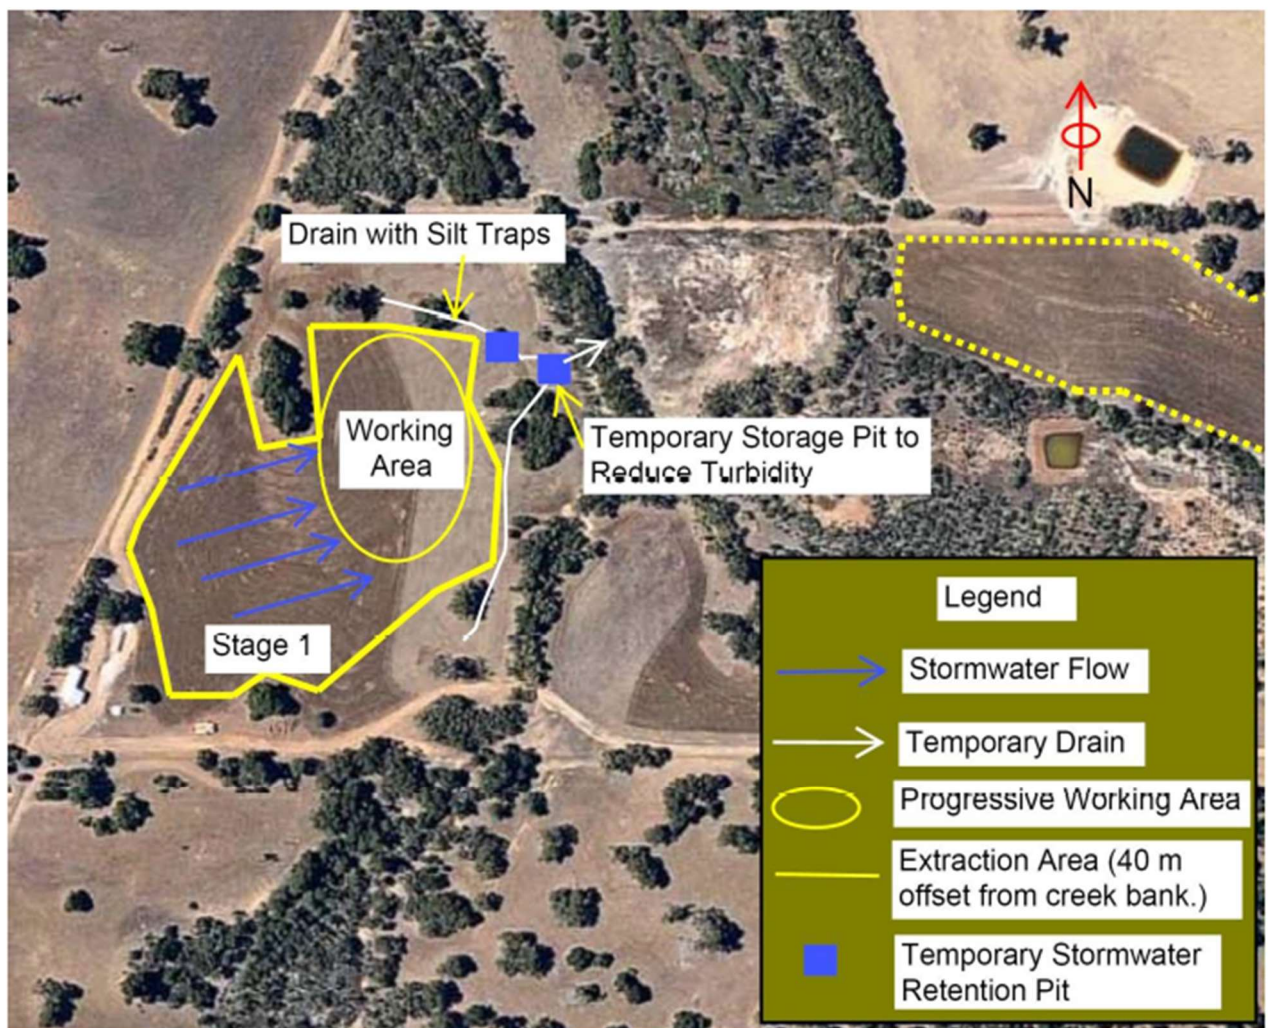 N
Drain with Silt Traps
Working
Area
Temporary Storage Pit to
Reduce Turbidity
Stage 1
Legend
Stormwater Flow
Temporary Drain
Progressive Working Area
Extraction Area (40 m
offset from creek bank.)
Temporary Stormwater
Retention Pit